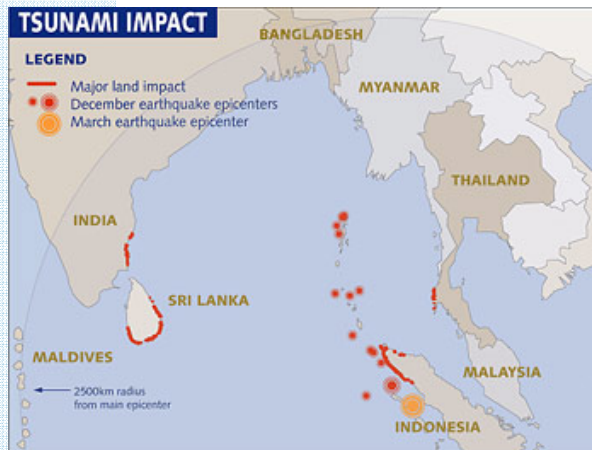 TSUNAMI IMPACT
LEGEND
Major land impact
December earthquake epicenters
March earthquake epicenter
BANGLADESH
MYANMAR
THAILAND
INDIA
SRI LANKA
MALDIVES
2500km radius
from main epicenter
MALAYSIA
INDONESIA